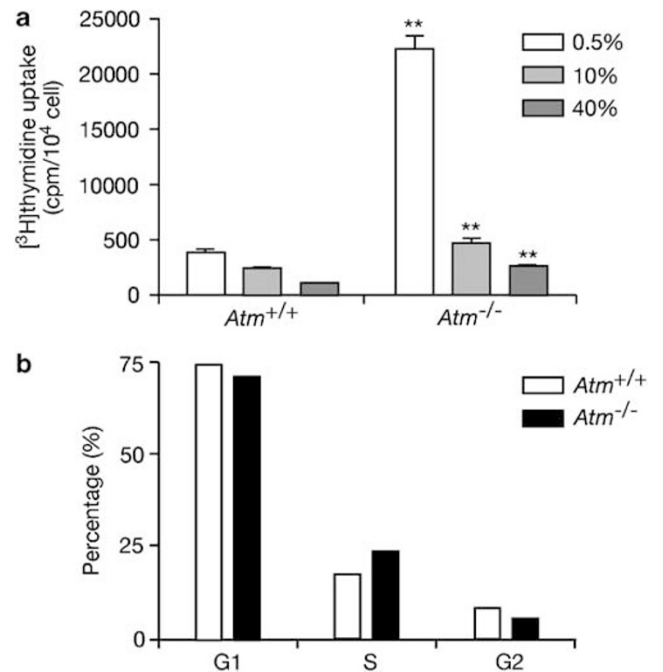 a
25000
20000
15000
10000
500
0
[³H]thymidine uptake
(cpm/10⁴ cell)
** ** **
0.5%
10%
40%
Atm+/+ Atm-/-
b
75
50
25
0
Percentage (%)
Atm+/+
Atm-/-
G1 S G2